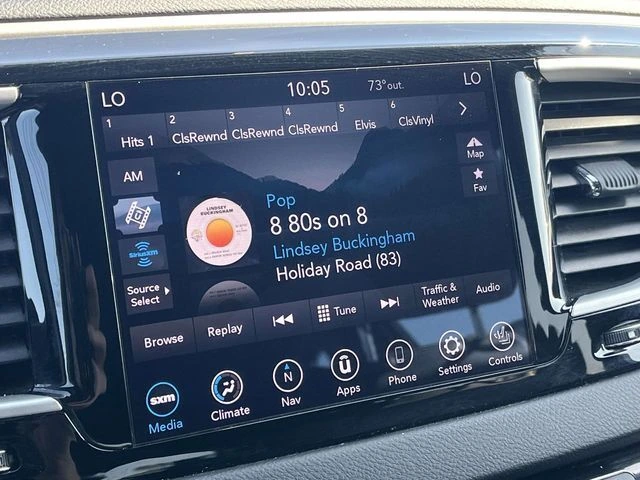 LO 10:05 73° out. LO
1 Hits 1
2 ClsRewnd
3 ClsRewnd
4 ClsRewnd
5 Elvis
6 ClsVinyl
AM
Map
Fav
SiriusXM
Source
Select
LINDSEY
BUCKINGHAM
Pop
8 80s on 8
Lindsey Buckingham
Holiday Road (83)
Browse
Replay
Tune
Traffic &
Weather
Audio
sxm
Media
Climate
N
Nav
Apps
Phone
Settings
Controls